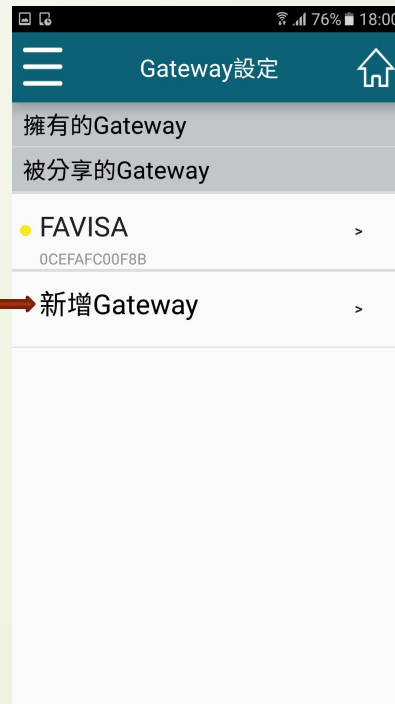 76% 18:00
Gateway設定
擁有的Gateway
被分享的Gateway
FAVISA
>
0CEFAFC00F8B
新增Gateway
>